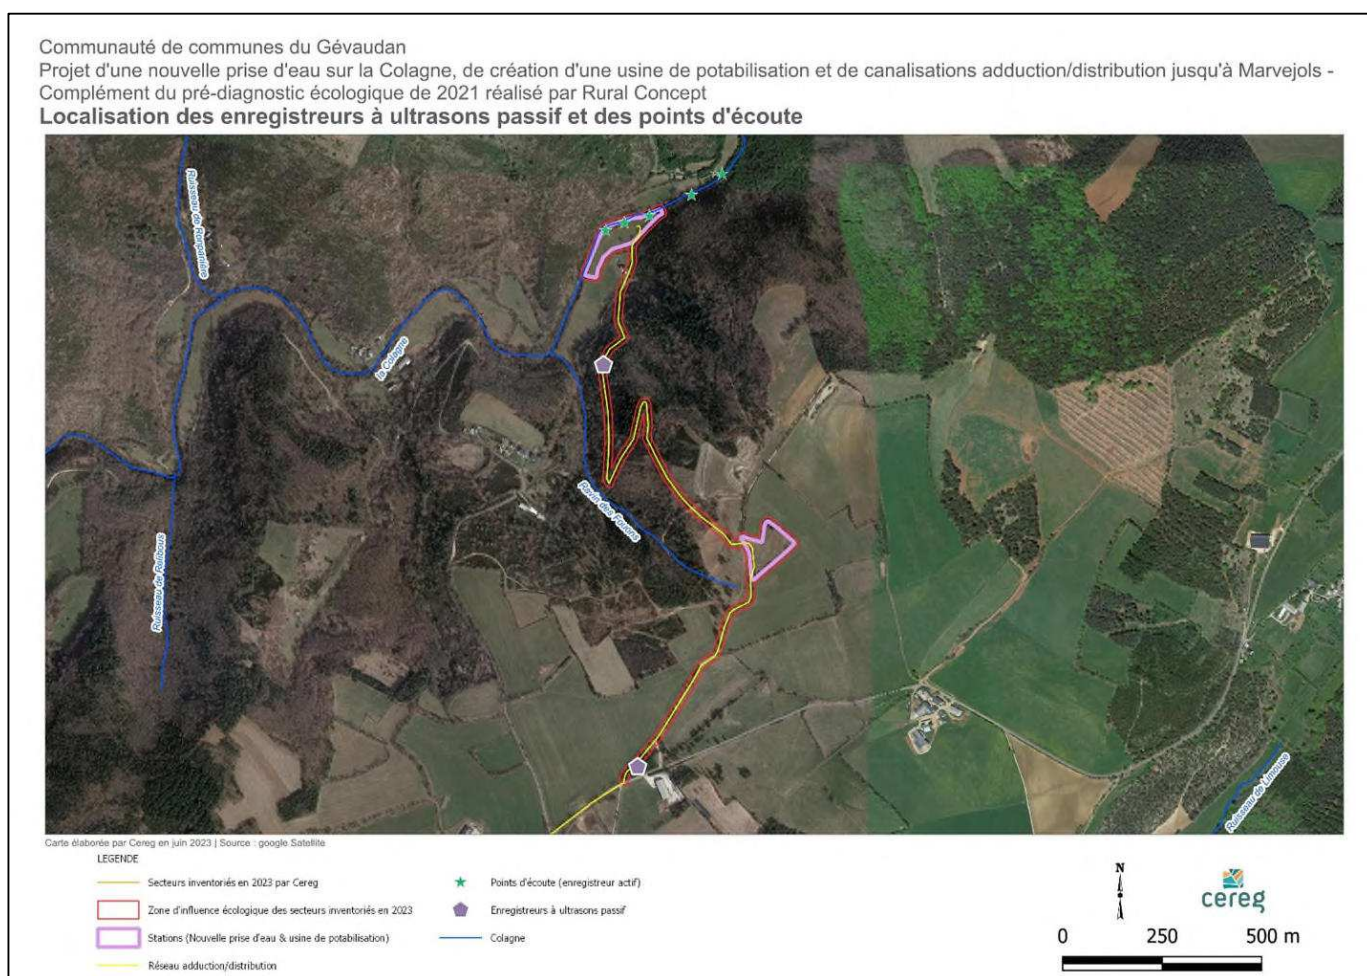 Communauté de communes du Gévaudan
Projet d'une nouvelle prise d'eau sur la Colagne, de création d'une usine de potabilisation et de canalisations adduction/distribution jusqu'à Marvejols -
Complément du pré-diagnostic écologique de 2021 réalisé par Rural Concept
Localisation des enregistreurs à ultrasons passif et des points d'écoute
Ruisseau de
la Colagne
Ravin des Fouons
Ruisseau de Rolibous
Ruisseau de Limouse
Carte élaborée par Cereg en juin 2023 | Source : google Satellite
LEGENDE
Secteurs inventoriés en 2023 par Cereg
Zone d'influence écologique des secteurs inventoriés en 2023
Stations (Nouvelle prise d'eau & usine de potabilisation)
Réseau adduction/distribution
Points d'écoute (enregistreur actif)
Enregistreurs à ultrasons passif
Colagne
N
cereg
0 250 500 m